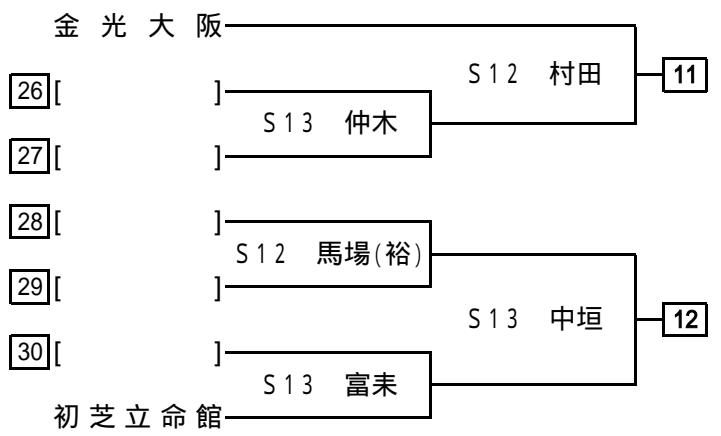 金光大阪
S12 村田 11
26 [ ]
S13 仲木
27 [ ]
28 [ ]
S12 馬場(裕)
29 [ ]
S13 中垣 12
30 [ ]
S13 富耒
初芝立命館